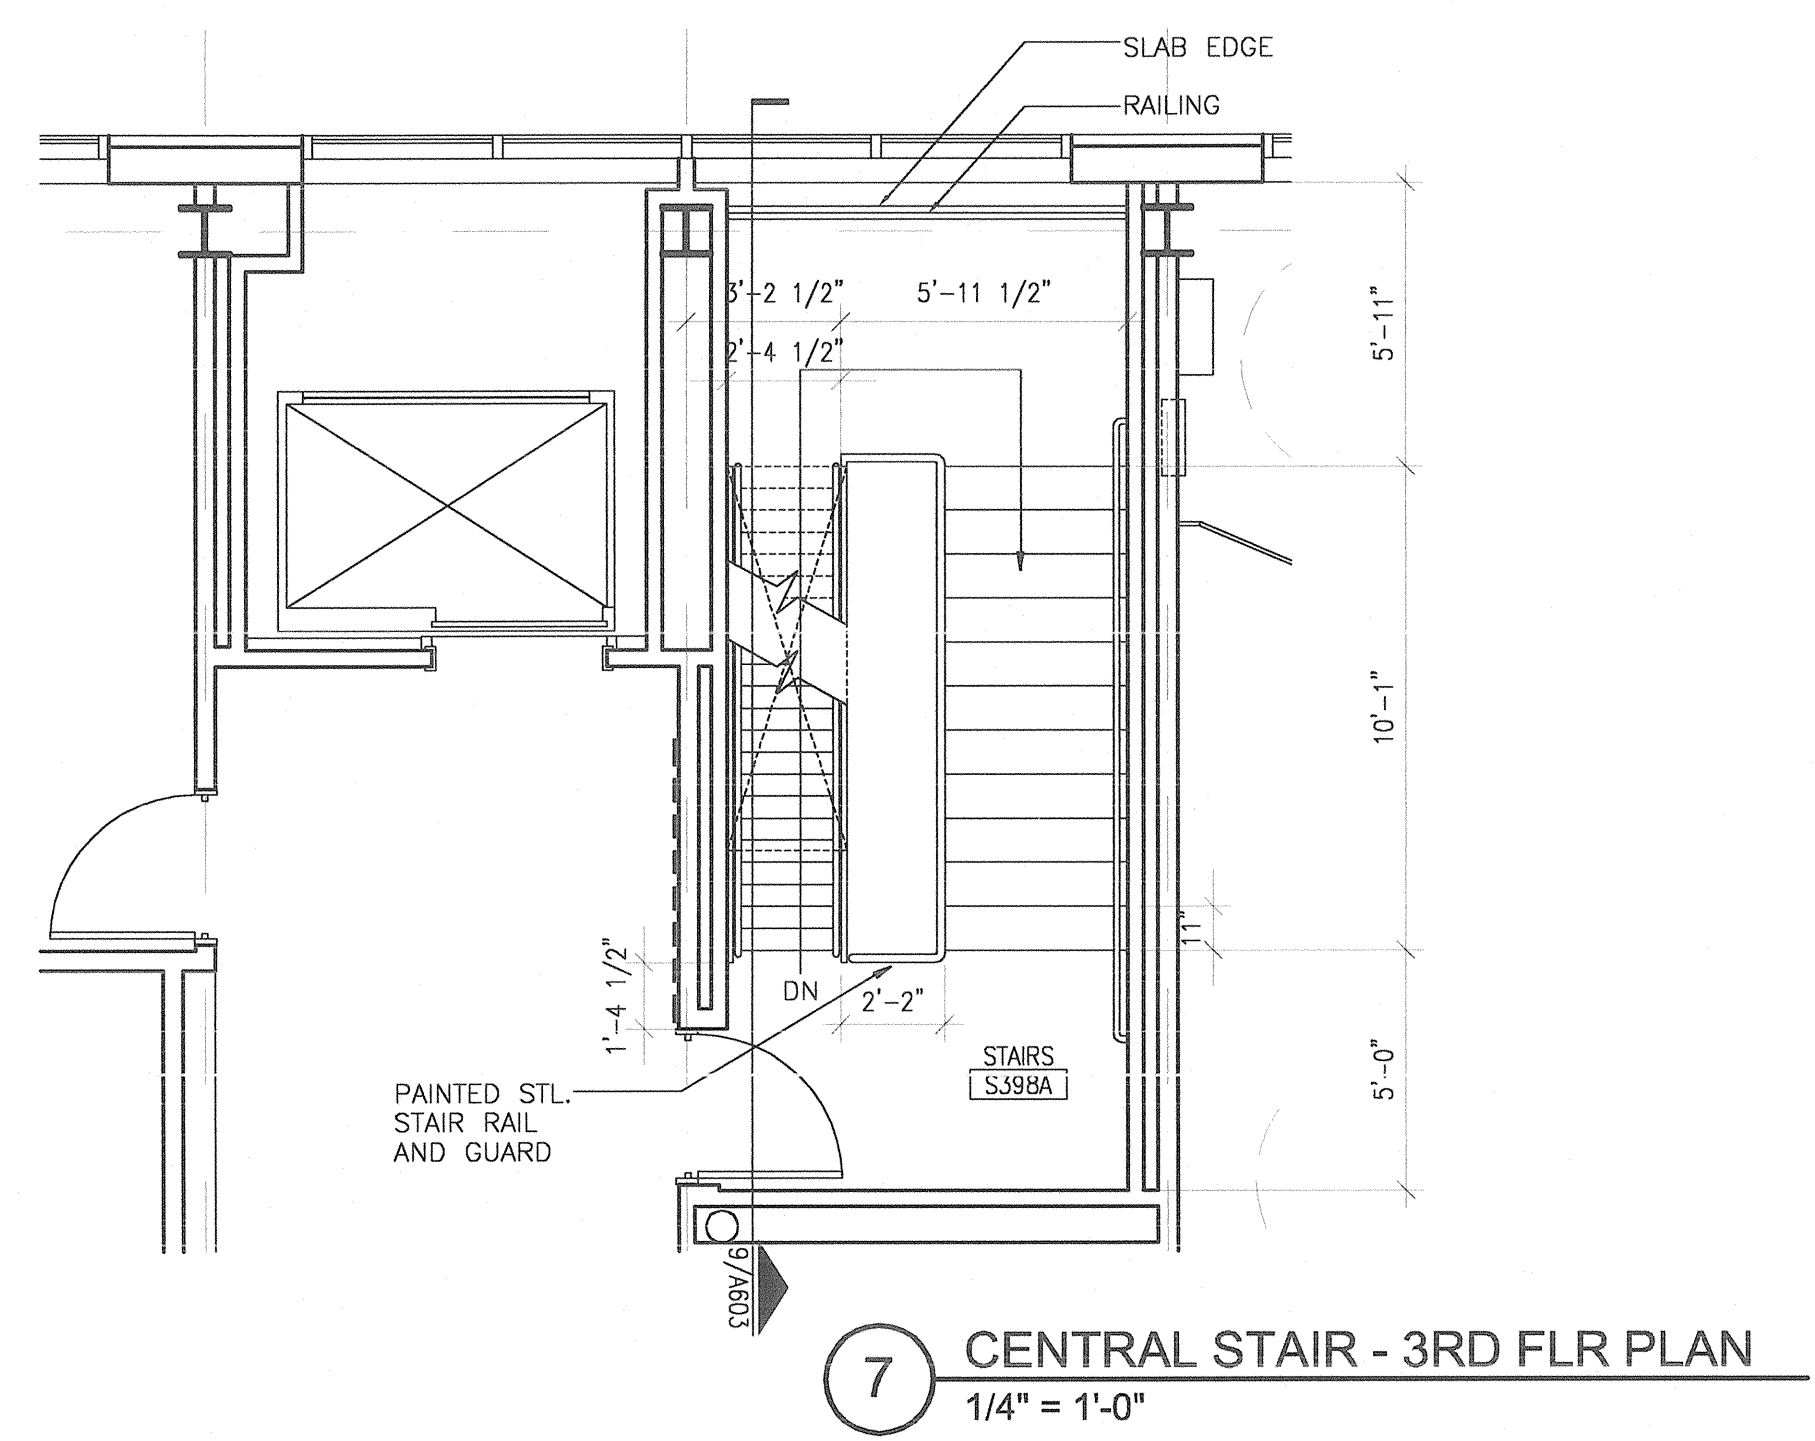 SLAB EDGE
RAILING
3'-2 1/2" 5'-11 1/2"
2'-4 1/2"
5'-11"
10'-1"
11"
1'-4 1/2"
DN
2'-2"
STAIRS
S398A
5'-0"
PAINTED STL.
STAIR RAIL
AND GUARD
9/A603
7 CENTRAL STAIR - 3RD FLR PLAN
1/4" = 1'-0"